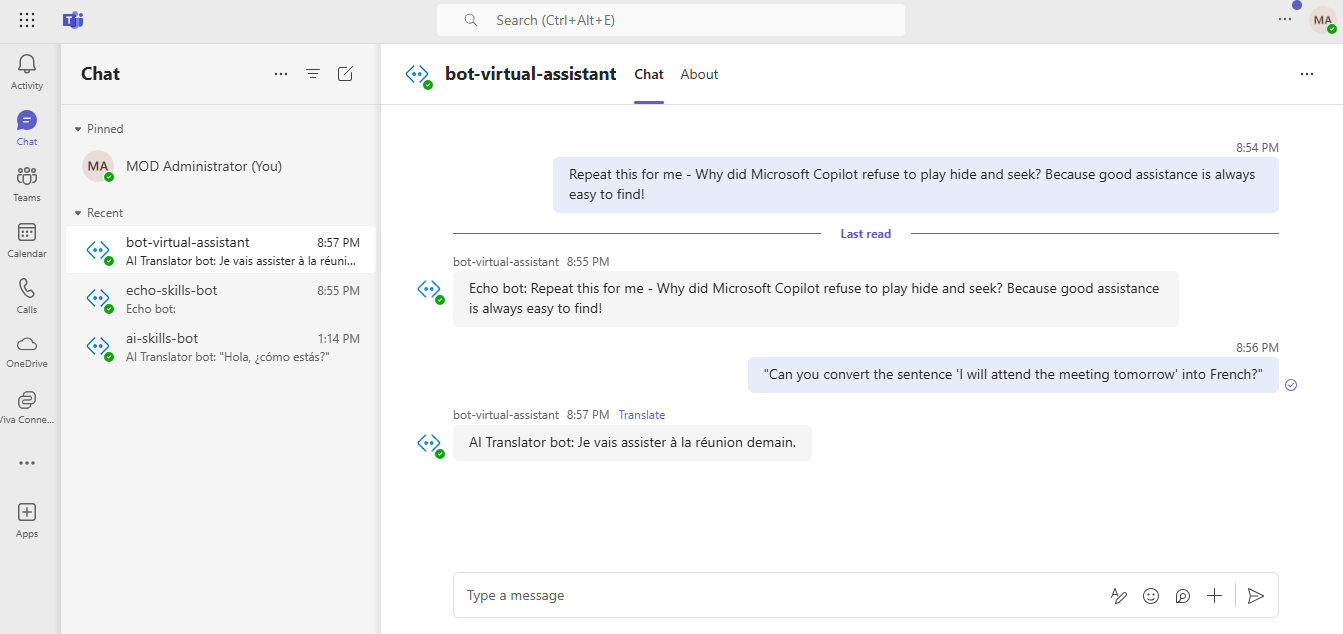 Search (Ctrl+Alt+E)
MA
Activity
Chat
Teams
Calendar
Calls
OneDrive
Viva Conne...
Apps
Chat
Pinned
MA
MOD Administrator (You)
Recent
bot-virtual-assistant 8:57 PM
AI Translator bot: Je vais assister à la réuni...
echo-skills-bot 8:55 PM
Echo bot:
ai-skills-bot 1:14 PM
AI Translator bot: "Hola, ¿cómo estás?"
bot-virtual-assistant Chat About
8:54 PM
Repeat this for me - Why did Microsoft Copilot refuse to play hide and seek? Because good assistance is always
easy to find!
Last read
bot-virtual-assistant 8:55 PM
Echo bot: Repeat this for me - Why did Microsoft Copilot refuse to play hide and seek? Because good assistance
is always easy to find!
8:56 PM
"Can you convert the sentence 'I will attend the meeting tomorrow' into French?"
bot-virtual-assistant 8:57 PM Translate
AI Translator bot: Je vais assister à la réunion demain.
Type a message